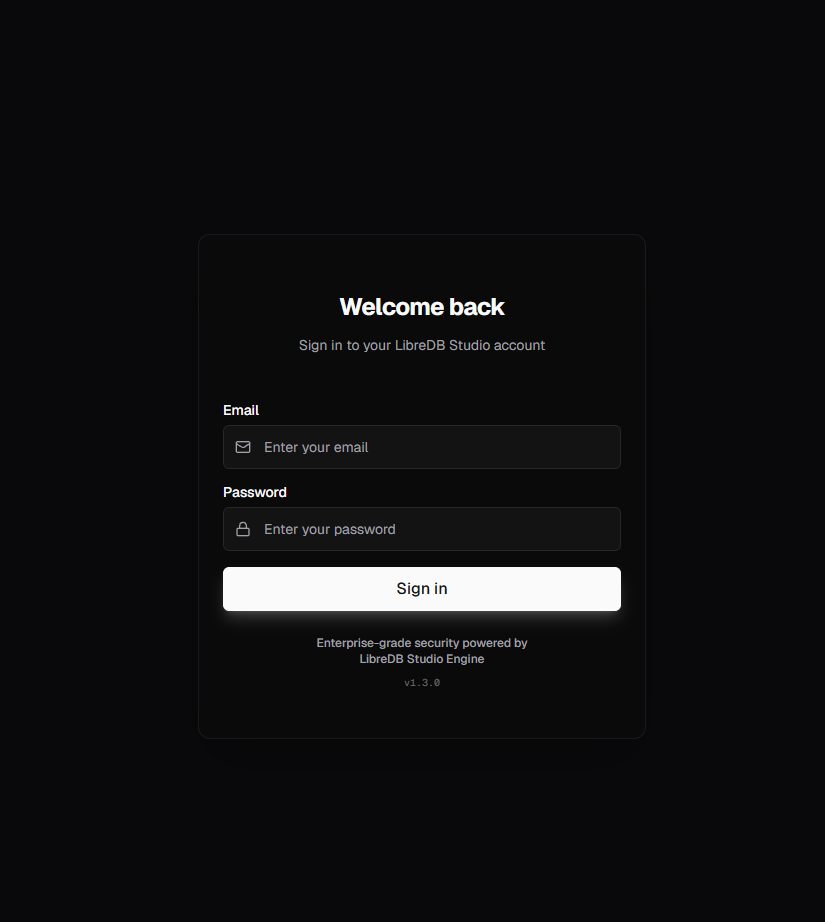 Welcome back
Sign in to your LibreDB Studio account
Email
Enter your email
Password
Enter your password
Sign in
Enterprise-grade security powered by
LibreDB Studio Engine
v1.3.0